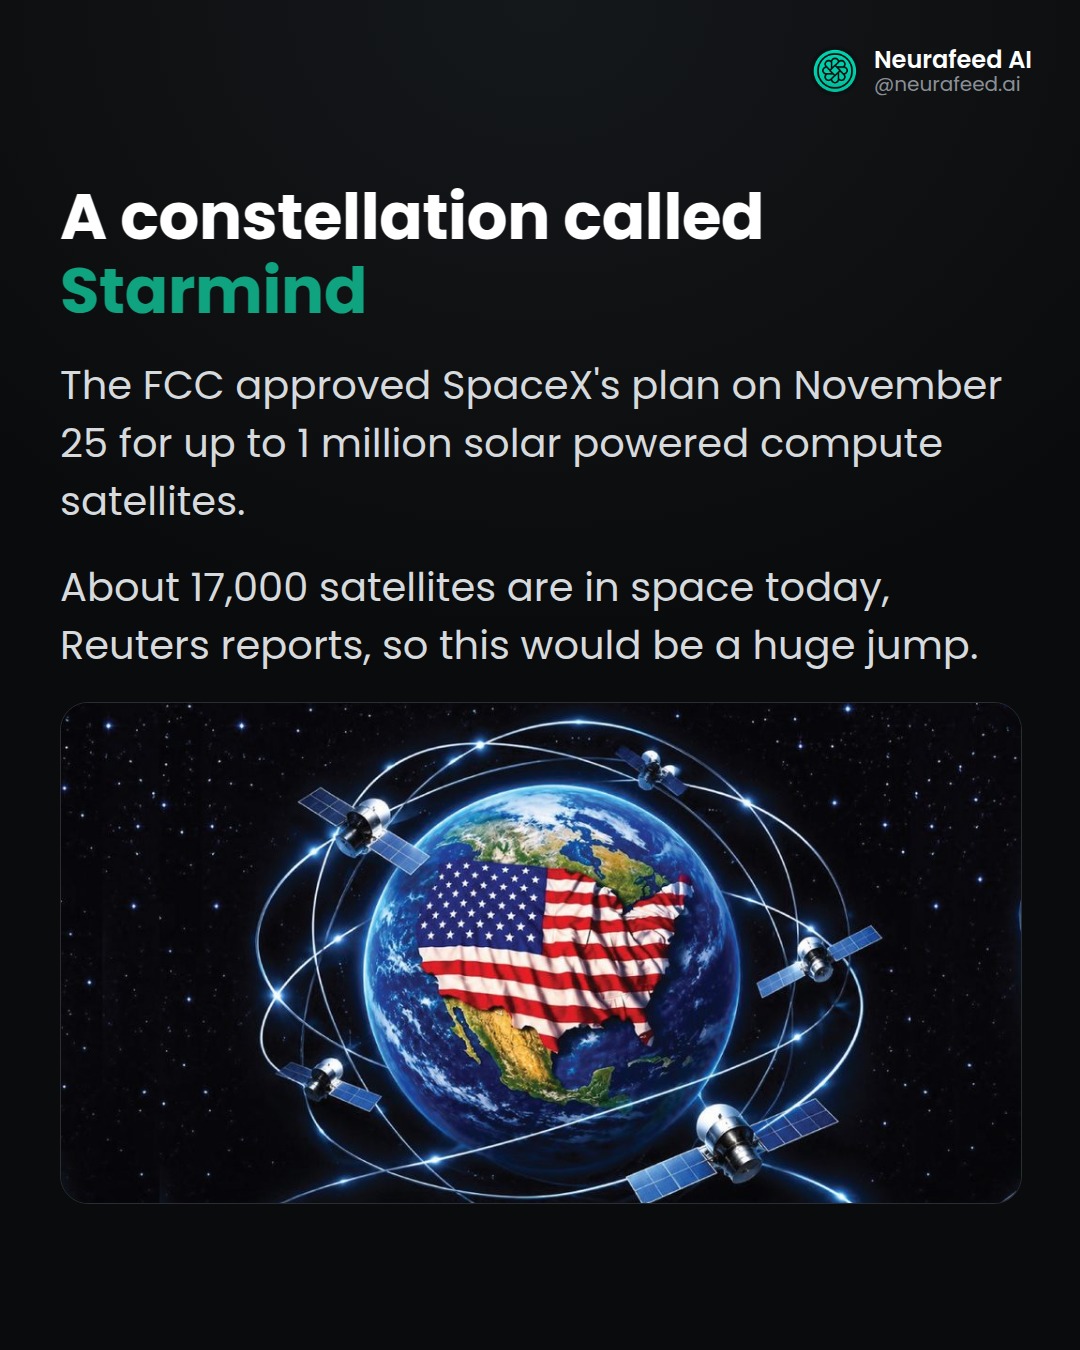 Neurafeed AI
@neurafeed.ai
A constellation called
Starmind
The FCC approved SpaceX's plan on November
25 for up to 1 million solar powered compute
satellites.
About 17,000 satellites are in space today,
Reuters reports, so this would be a huge jump.